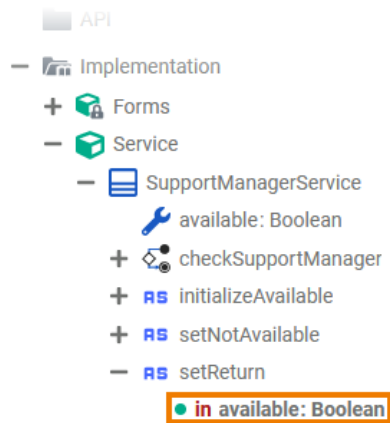 API
Implementation
Forms
Service
SupportManagerService
available: Boolean
checkSupportManager
AS initializeAvailable
AS setNotAvailable
AS setReturn
in available: Boolean